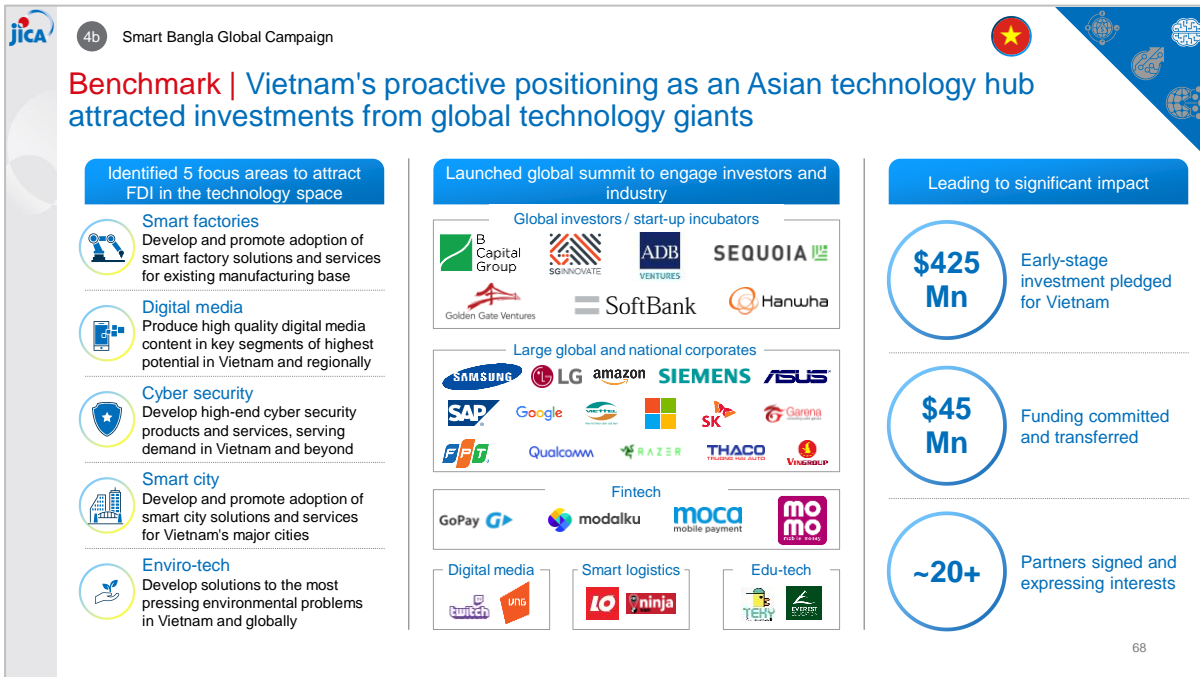 jICA
4b
Smart Bangla Global Campaign
Benchmark | Vietnam's proactive positioning as an Asian technology hub
attracted investments from global technology giants
Identified 5 focus areas to attract
FDI in the technology space
Smart factories
Develop and promote adoption of
smart factory solutions and services
for existing manufacturing base
Digital media
Produce high quality digital media
content in key segments of highest
potential in Vietnam and regionally
Cyber security
Develop high-end cyber security
products and services, serving
demand in Vietnam and beyond
Smart city
Develop and promote adoption of
smart city solutions and services
for Vietnam's major cities
Enviro-tech
Develop solutions to the most
pressing environmental problems
in Vietnam and globally
Launched global summit to engage investors and
industry
Global investors / start-up incubators
B
Capital
Group
SGINNOVATE
ADB
VENTURES
SEQUOIA
Golden Gate Ventures
SoftBank
Hanwha
Large global and national corporates
SAMSUNG
LG
amazon
SIEMENS
ASUS
SAP
Google
viettel
SK
Garena
FPT
Qualcomm
RAZER
THACO
TRUONG HAI AUTO
VINGROUP
Fintech
GoPay
modalku
moca
mobile payment
mo
mo
mobile money
Digital media
twitch
VNG
Smart logistics
LO
ninja
Edu-tech
TEKY
EVEREST
EDUCATION
Leading to significant impact
$425
Mn
Early-stage
investment pledged
for Vietnam
$45
Mn
Funding committed
and transferred
~20+
Partners signed and
expressing interests
68